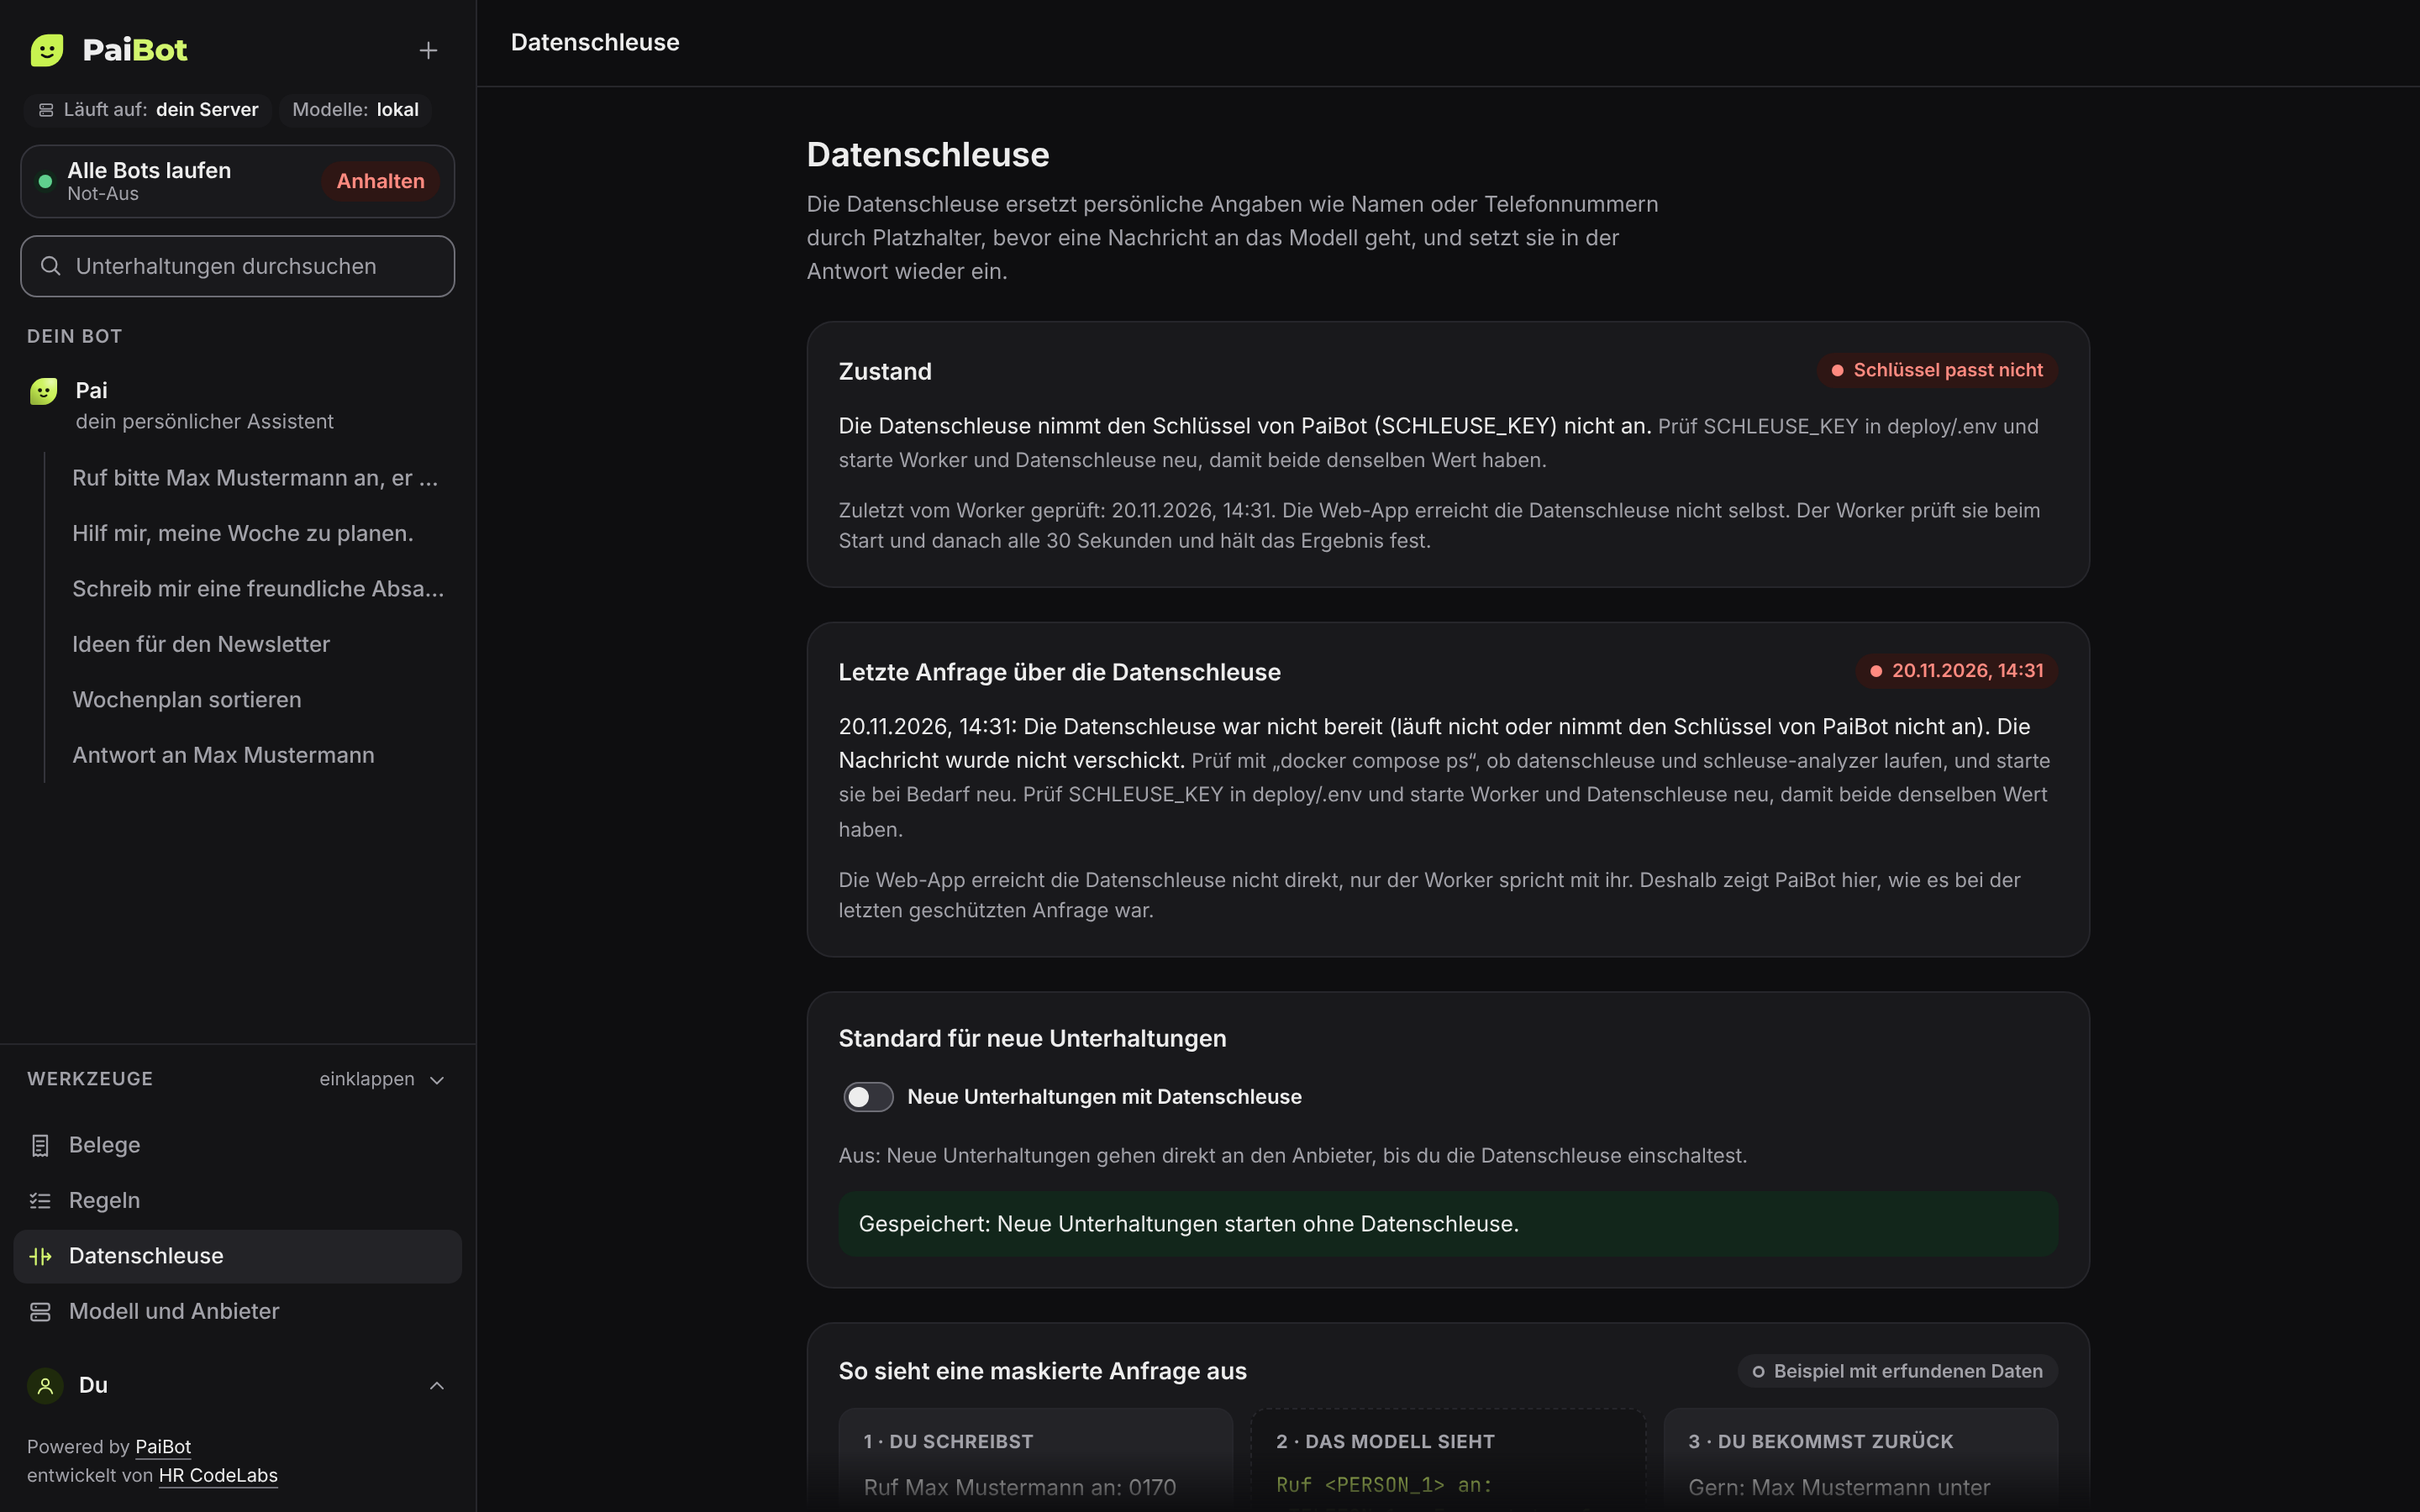 PaiBot
Läuft auf: dein Server
Modelle: lokal
Alle Bots laufen
Not-Aus
Anhalten
Unterhaltungen durchsuchen
DEIN BOT
Pai
dein persönlicher Assistent
Ruf bitte Max Mustermann an, er ...
Hilf mir, meine Woche zu planen.
Schreib mir eine freundliche Absa...
Ideen für den Newsletter
Wochenplan sortieren
Antwort an Max Mustermann
WERKZEUGE
einklappen
Belege
Regeln
Datenschleuse
Modell und Anbieter
Du
Powered by PaiBot
entwickelt von HR CodeLabs
Datenschleuse
Datenschleuse
Die Datenschleuse ersetzt persönliche Angaben wie Namen oder Telefonnummern
durch Platzhalter, bevor eine Nachricht an das Modell geht, und setzt sie in der
Antwort wieder ein.
Zustand
Schlüssel passt nicht
Die Datenschleuse nimmt den Schlüssel von PaiBot (SCHLEUSE_KEY) nicht an. Prüf SCHLEUSE_KEY in deploy/.env und
starte Worker und Datenschleuse neu, damit beide denselben Wert haben.
Zuletzt vom Worker geprüft: 20.11.2026, 14:31. Die Web-App erreicht die Datenschleuse nicht selbst. Der Worker prüft sie beim
Start und danach alle 30 Sekunden und hält das Ergebnis fest.
Letzte Anfrage über die Datenschleuse
20.11.2026, 14:31
20.11.2026, 14:31: Die Datenschleuse war nicht bereit (läuft nicht oder nimmt den Schlüssel von PaiBot nicht an). Die
Nachricht wurde nicht verschickt. Prüf mit „docker compose ps“, ob datenschleuse und schleuse-analyzer laufen, und starte
sie bei Bedarf neu. Prüf SCHLEUSE_KEY in deploy/.env und starte Worker und Datenschleuse neu, damit beide denselben Wert
haben.
Die Web-App erreicht die Datenschleuse nicht direkt, nur der Worker spricht mit ihr. Deshalb zeigt PaiBot hier, wie es bei der
letzten geschützten Anfrage war.
Standard für neue Unterhaltungen
Neue Unterhaltungen mit Datenschleuse
Aus: Neue Unterhaltungen gehen direkt an den Anbieter, bis du die Datenschleuse einschaltest.
Gespeichert: Neue Unterhaltungen starten ohne Datenschleuse.
So sieht eine maskierte Anfrage aus
Beispiel mit erfundenen Daten
1 · DU SCHREIBST
Ruf Max Mustermann an: 0170
2 · DAS MODELL SIEHT
Ruf <PERSON_1> an:
3 · DU BEKOMMST ZURÜCK
Gern: Max Mustermann unter